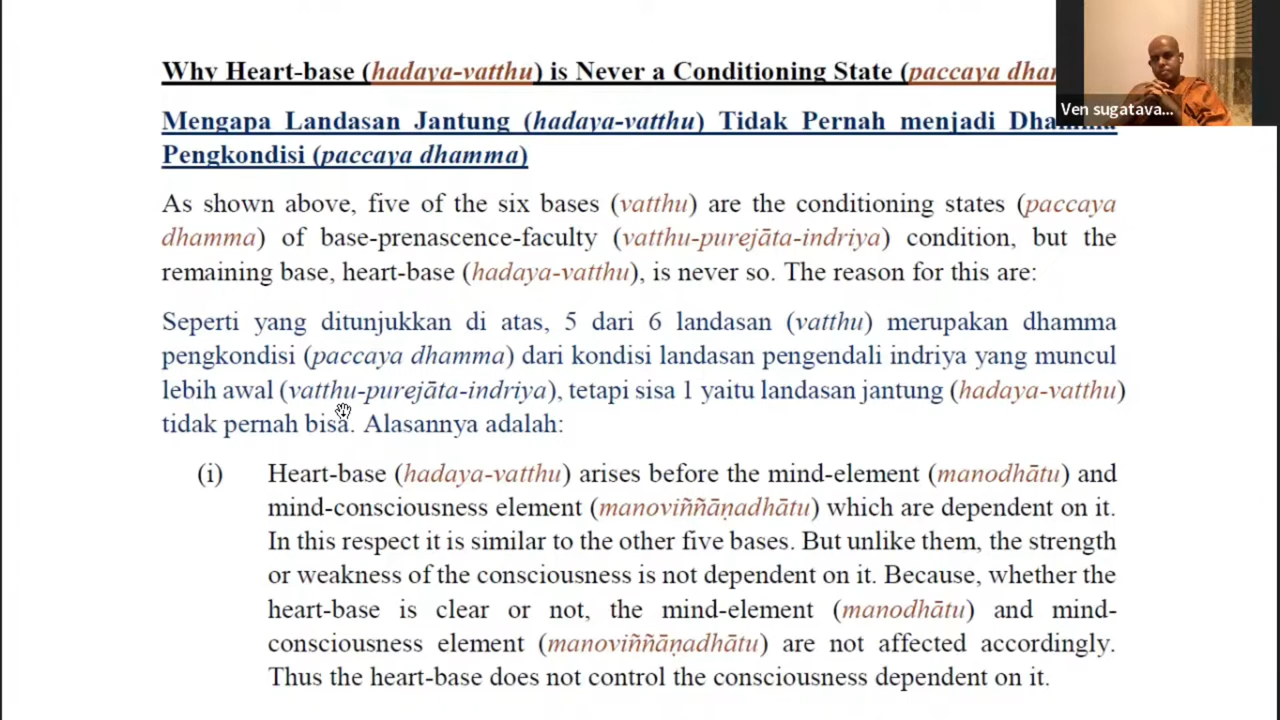 Why Heart-base (hadaya-vatthu) is Never a Conditioning State (paccaya
Mengapa Landasan Jantung (hadaya-vatthu) Tidak Pernah menjadi Dhamma
Pengkondisi (paccaya dhamma)
As shown above, five of the six bases (vatthu) are the conditioning states (paccaya
dhamma) of base-prenascence-faculty (vatthu-purejāta-indriya) condition, but the
remaining base, heart-base (hadaya-vatthu), is never so. The reason for this are:
Seperti yang ditunjukkan di atas, 5 dari 6 landasan (vatthu) merupakan dhamma
pengkondisi (paccaya dhamma) dari kondisi landasan pengendali indriya yang muncul
lebih awal (vatthu-purejāta-indriya), tetapi sisa 1 yaitu landasan jantung (hadaya-vatthu)
tidak pernah bisa. Alasannya adalah:
(i) Heart-base (hadaya-vatthu) arises before the mind-element (manodhātu) and
mind-consciousness element (manoviññāṇadhātu) which are dependent on it.
In this respect it is similar to the other five bases. But unlike them, the strength
or weakness of the consciousness is not dependent on it. Because, whether the
heart-base is clear or not, the mind-element (manodhātu) and mind-
consciousness element (manoviññāṇadhātu) are not affected accordingly.
Thus the heart-base does not control the consciousness dependent on it.
Ven sugatava...